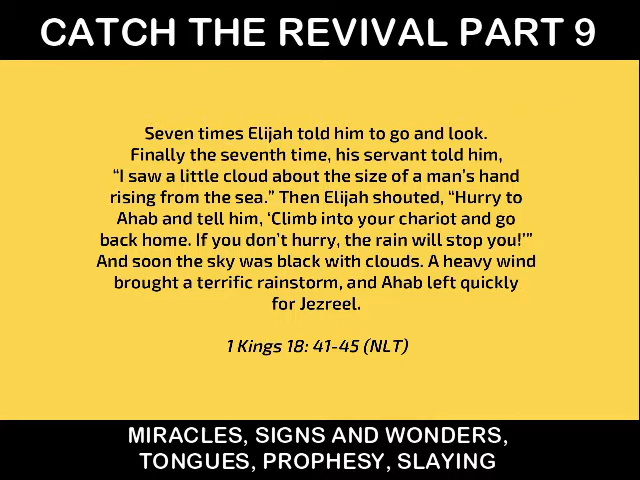 CATCH THE REVIVAL PART 9
Seven times Elijah told him to go and look.
Finally the seventh time, his servant told him,
“I saw a little cloud about the size of a man’s hand
rising from the sea.” Then Elijah shouted, “Hurry to
Ahab and tell him, ‘Climb into your chariot and go
back home. If you don’t hurry, the rain will stop you!’”
And soon the sky was black with clouds. A heavy wind
brought a terrific rainstorm, and Ahab left quickly
for Jezreel.
1 Kings 18: 41-45 (NLT)
MIRACLES, SIGNS AND WONDERS,
TONGUES, PROPHESY, SLAYING